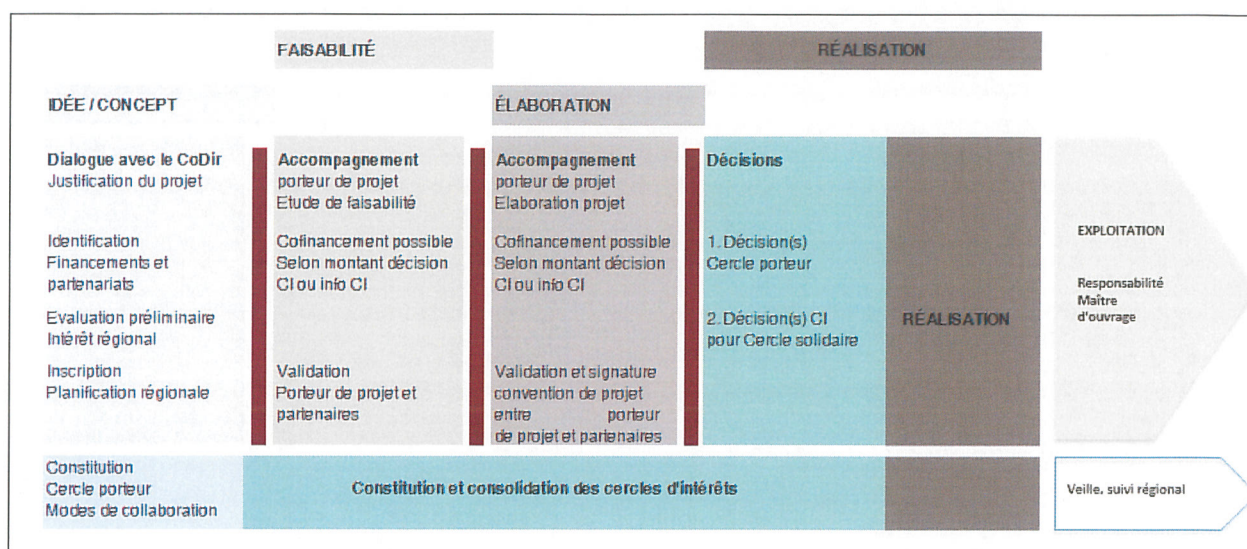 FAISABILITÉ
RÉALISATION
IDÉE / CONCEPT
ÉLABORATION
Dialogue avec le CoDir
Justification du projet
Identification
Financements et
partenariats
Evaluation préliminaire
Intérêt régional
Inscription
Planification régionale
Accompagnement
porteur de projet
Etude de faisabilité
Cofinancement possible
Selon montant décision
CI ou info CI
Validation
Porteur de projet et
partenaires
Accompagnement
porteur de projet
Elaboration projet
Cofinancement possible
Selon montant décision
CI ou info CI
Validation et signature
convention de projet
entre porteur
de projet et partenaires
Décisions
1. Décision(s)
Cercle porteur
2. Décision(s) CI
pour Cercle solidaire
RÉALISATION
EXPLOITATION
Responsabilité
Maître
d'ouvrage
Constitution
Cercle porteur
Modes de collaboration
Constitution et consolidation des cercles d'intérêts
Veille, suivi régional